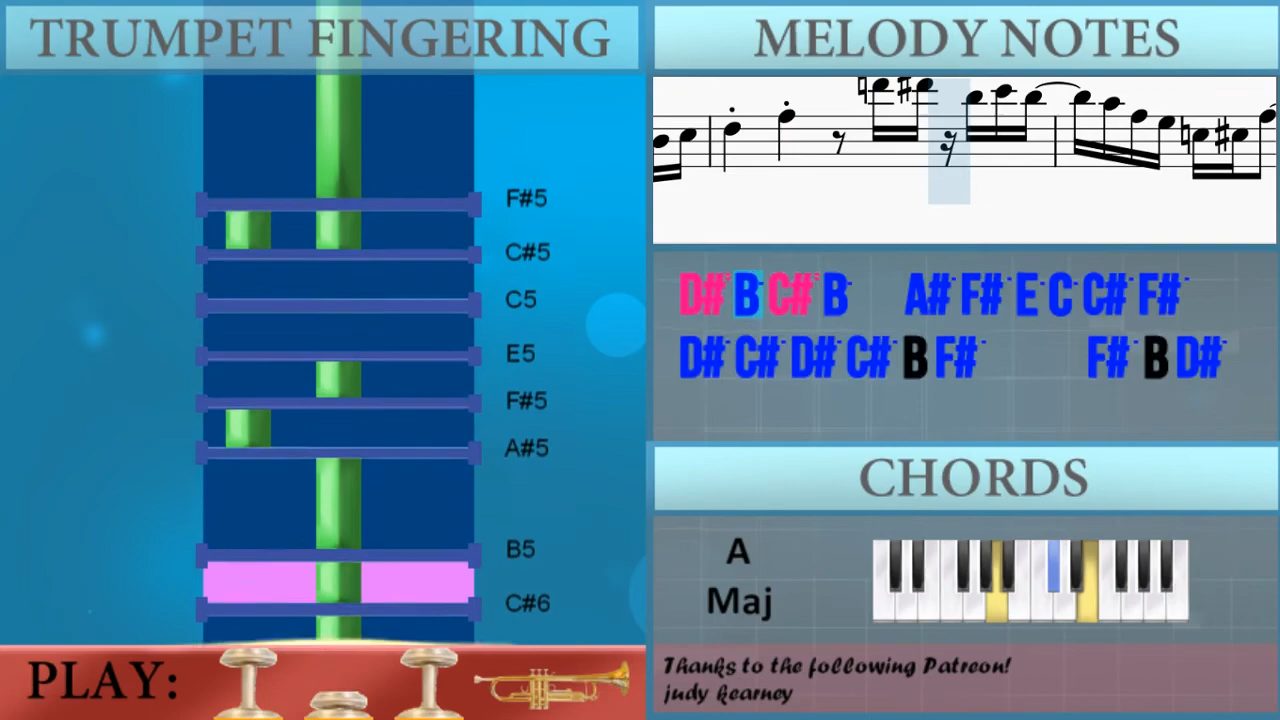 TRUMPET FINGERING
F#5
C#5
C5
E5
F#5
A#5
B5
C#6
PLAY:
MELODY NOTES
D# B C# B A# F# E C C# F#
D# C# D# C# B F# F# B D#
CHORDS
A
Maj
Thanks to the following Patreon!
judy kearney